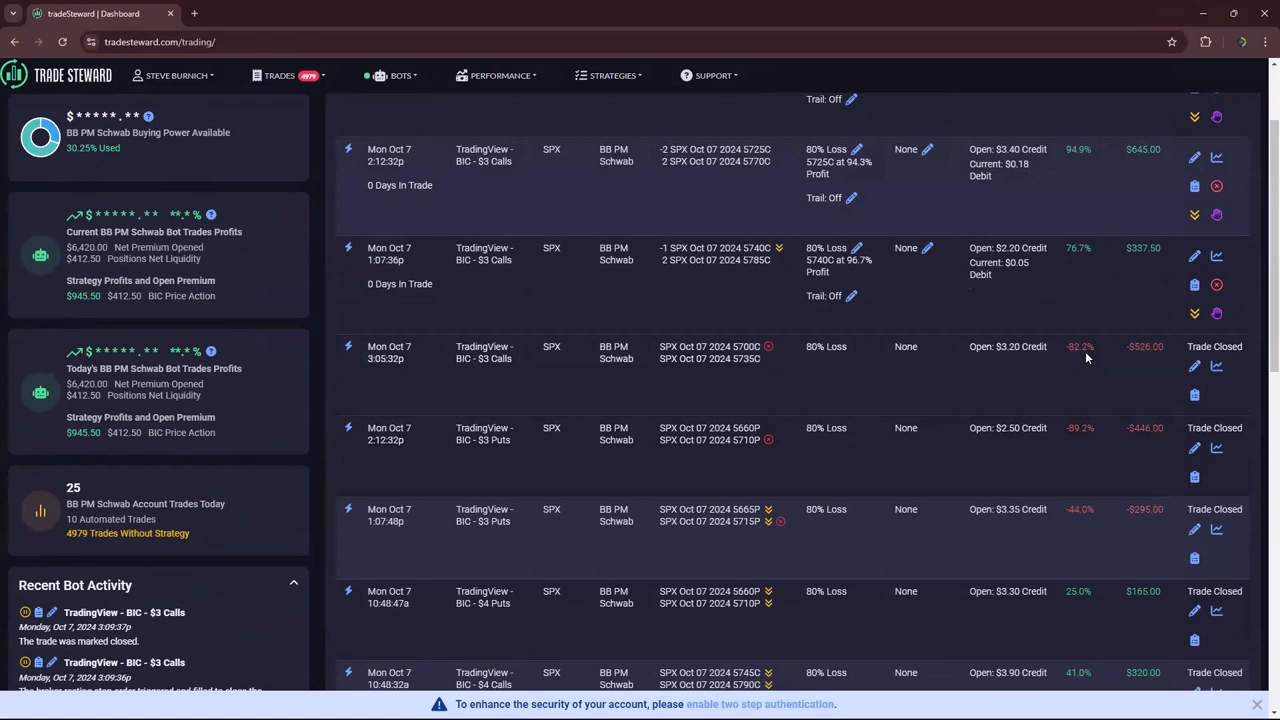 tradeSteward | Dashboard
tradesteward.com/trading/
TRADE STEWARD
STEVE BURNICH
TRADES 4979
BOTS
PERFORMANCE
STRATEGIES
? SUPPORT
$*****.** ?
BB PM Schwab Buying Power Available
30.25% Used
$*****.** **.*% ?
Current BB PM Schwab Bot Trades Profits
$6,420.00 Net Premium Opened
$412.50 Positions Net Liquidity
Strategy Profits and Open Premium
$945.50 $412.50 BIC Price Action
$*****.** **.*% ?
Today's BB PM Schwab Bot Trades Profits
$6,420.00 Net Premium Opened
$412.50 Positions Net Liquidity
Strategy Profits and Open Premium
$945.50 $412.50 BIC Price Action
25
BB PM Schwab Account Trades Today
10 Automated Trades
4979 Trades Without Strategy
Recent Bot Activity
TradingView - BIC - $3 Calls
Monday, Oct 7, 2024 3:09:37p
The trade was marked closed.
TradingView - BIC - $3 Calls
Monday, Oct 7, 2024 3:09:36p
Trail: Off
Mon Oct 7
2:12:32p
0 Days In Trade
TradingView -
BIC - $3 Calls
SPX
BB PM
Schwab
-2 SPX Oct 07 2024 5725C
2 SPX Oct 07 2024 5770C
80% Loss
5725C at 94.3%
Profit
Trail: Off
None
Open: $3.40 Credit
Current: $0.18
Debit
94.9%
$645.00
Mon Oct 7
1:07:36p
0 Days In Trade
TradingView -
BIC - $3 Calls
SPX
BB PM
Schwab
-1 SPX Oct 07 2024 5740C
2 SPX Oct 07 2024 5785C
80% Loss
5740C at 96.7%
Profit
Trail: Off
None
Open: $2.20 Credit
Current: $0.05
Debit
76.7%
$337.50
Mon Oct 7
3:05:32p
TradingView -
BIC - $3 Calls
SPX
BB PM
Schwab
SPX Oct 07 2024 5700C
SPX Oct 07 2024 5735C
80% Loss
None
Open: $3.20 Credit
-82.2%
-$526.00
Trade Closed
Mon Oct 7
2:12:32p
TradingView -
BIC - $3 Puts
SPX
BB PM
Schwab
SPX Oct 07 2024 5660P
SPX Oct 07 2024 5710P
80% Loss
None
Open: $2.50 Credit
-89.2%
-$446.00
Trade Closed
Mon Oct 7
1:07:48p
TradingView -
BIC - $3 Puts
SPX
BB PM
Schwab
SPX Oct 07 2024 5665P
SPX Oct 07 2024 5715P
80% Loss
None
Open: $3.35 Credit
-44.0%
-$295.00
Trade Closed
Mon Oct 7
10:48:47a
TradingView -
BIC - $4 Puts
SPX
BB PM
Schwab
SPX Oct 07 2024 5660P
SPX Oct 07 2024 5710P
80% Loss
None
Open: $3.30 Credit
25.0%
$165.00
Trade Closed
Mon Oct 7
10:48:32a
TradingView -
BIC - $4 Calls
SPX
BB PM
Schwab
SPX Oct 07 2024 5745C
SPX Oct 07 2024 5790C
80% Loss
None
Open: $3.90 Credit
41.0%
$320.00
Trade Closed
To enhance the security of your account, please enable two step authentication.